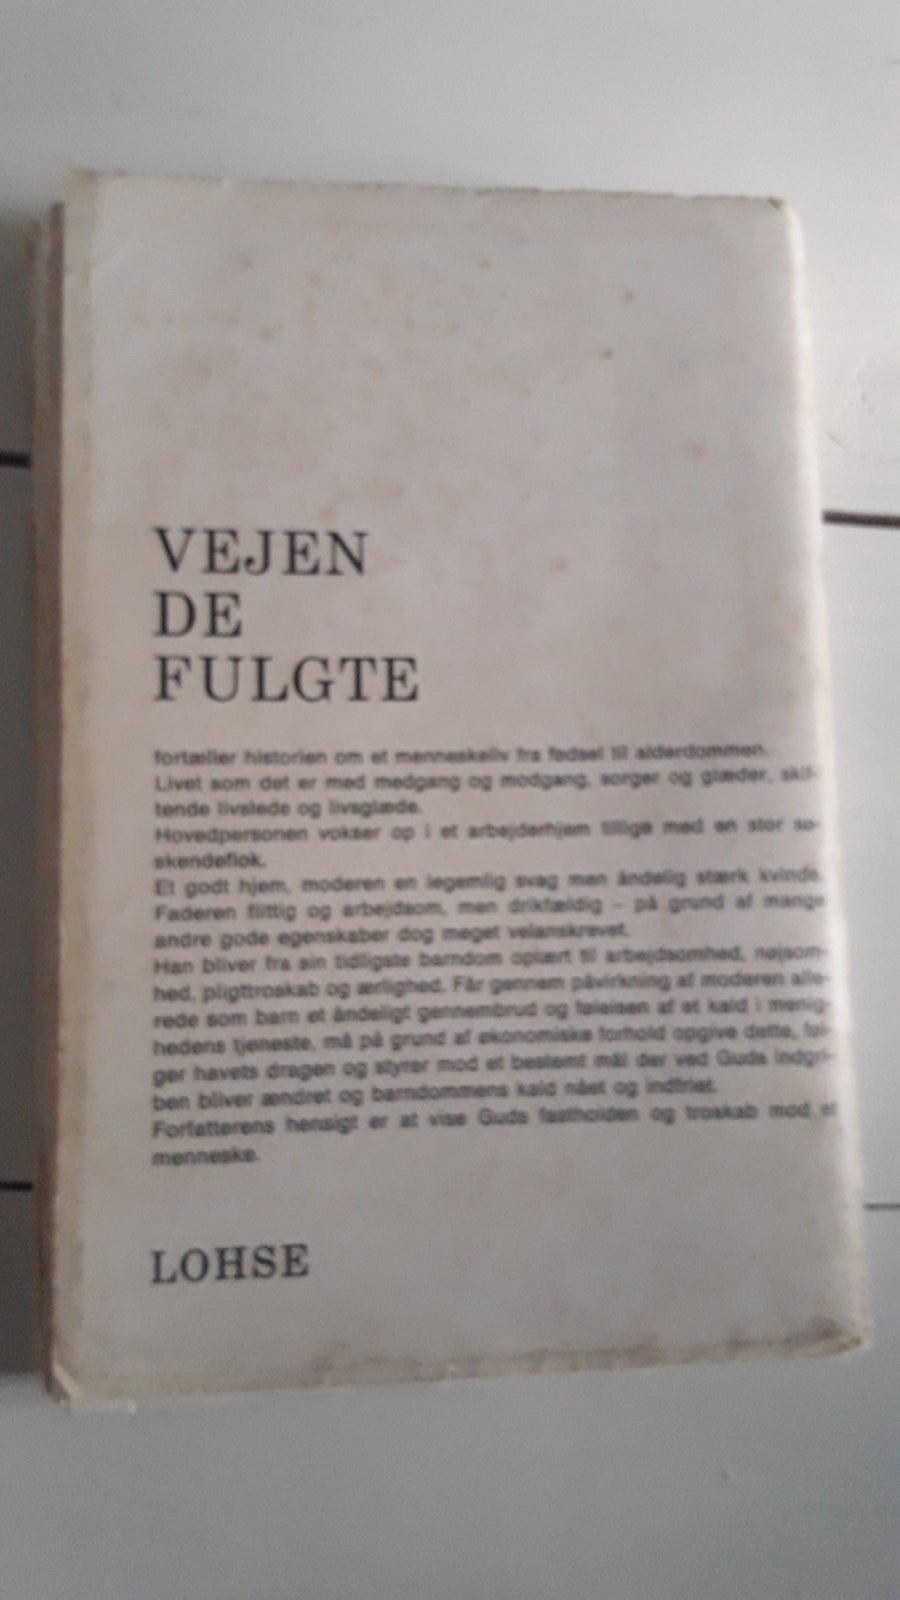 VEJEN
DE
FULGTE
fortæller historien om et menneskeliv fra fødsel til alderdommen.
Livet som det er med medgang og modgang, sorger og glæder, skif-
tende livslede og livsglæde.
Hovedpersonen vokser op i et arbejderhjem tillige med en stor sø-
skendeflok.
Et godt hjem, moderen en legemlig svag men åndelig stærk kvinde.
Faderen flittig og arbejdsom, men drikfældig – på grund af mange
andre gode egenskaber dog meget velanskrevet.
Han bliver fra sin tidligste barndom oplært til arbejdsomhed, nøjsom-
hed, pligttroskab og ærlighed. Får gennem påvirkning af moderen alle-
rede som barn et åndeligt gennembrud og følelsen af et kald i menig-
hedens tjeneste, må på grund af økonomiske forhold opgive dette, føl-
ger havets dragen og styrer mod et bestemt mål der ved Guds indgri-
ben bliver ændret og barndommens kald nået og indfriet.
Forfatterens hensigt er at vise Guds fastholden og troskab mod et
menneske.
LOHSE